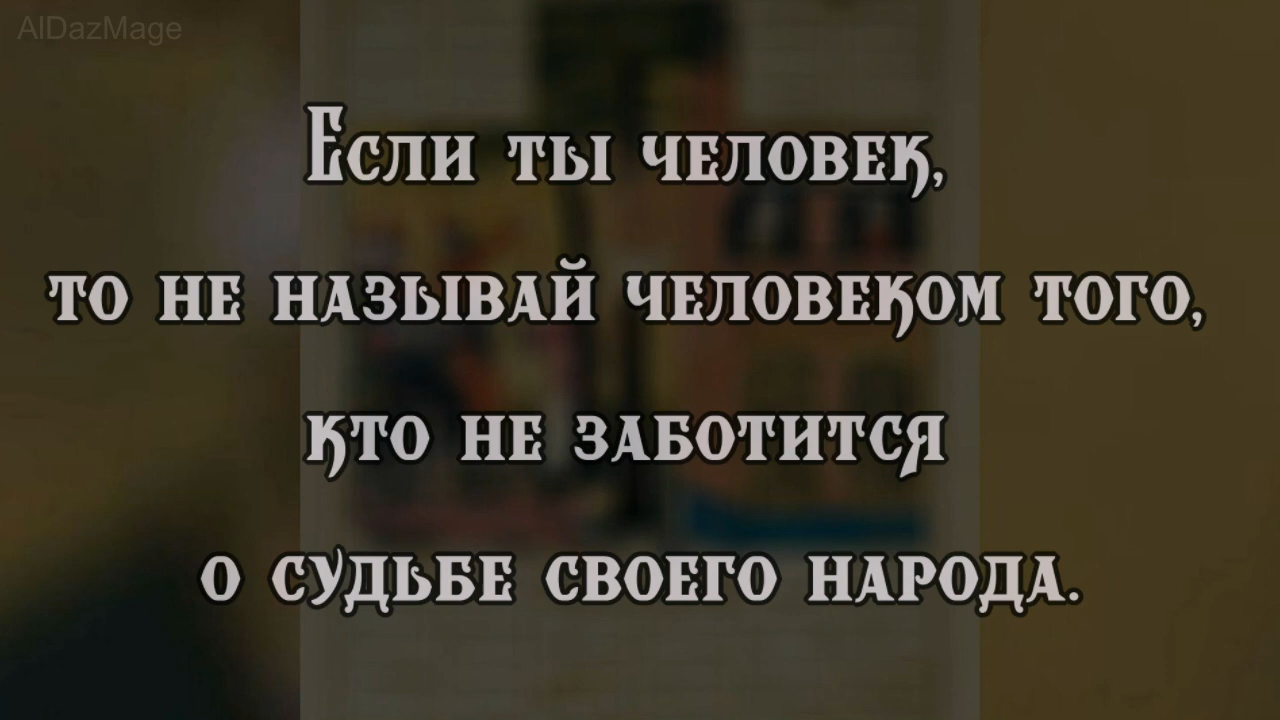 AlDazMage
Если ты человек,
то не называй человеком того,
кто не заботится
о судьбе своего народа.